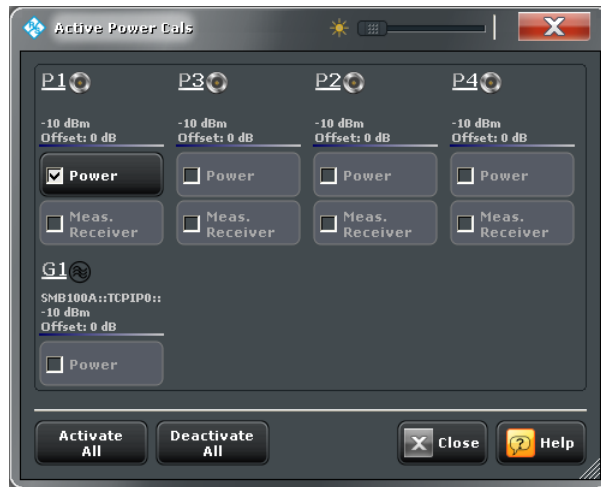 Active Power Cals
P1 P3 P2 P4
-10 dBm -10 dBm -10 dBm -10 dBm
Offset: 0 dB Offset: 0 dB Offset: 0 dB Offset: 0 dB
Power Power Power Power
Meas. Meas. Meas. Meas.
Receiver Receiver Receiver Receiver
G1
SMB100A::TCPIP0::
-10 dBm
Offset: 0 dB
Power
Activate Deactivate
All All
Close Help